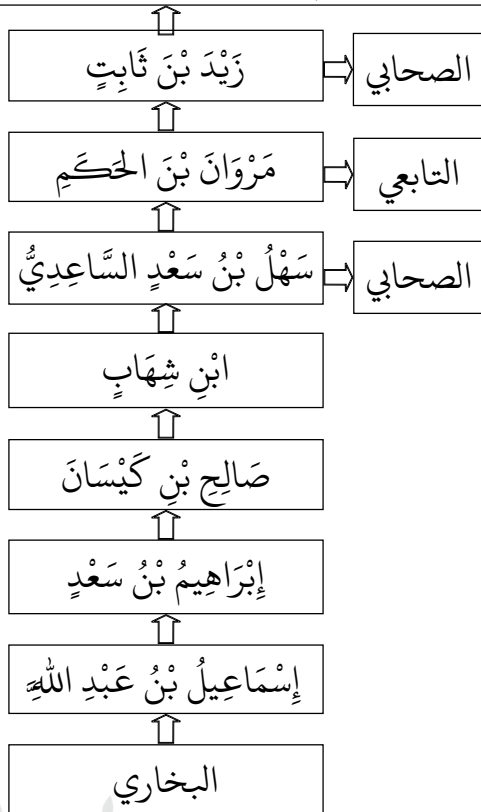 زَيْدَ بْنَ ثَابِتٍ
الصحابي
مَرْوَانَ بْنَ الحَكَمِ
التابعي
سَهْلُ بْنُ سَعْدٍ السَّاعِدِيُّ
الصحابي
ابْنِ شِهَابٍ
صَالِحِ بْنِ كَيْسَانَ
إِبْرَاهِيمُ بْنُ سَعْدٍ
إِسْمَاعِيلُ بْنُ عَبْدِ اللَّهِ
البخاري